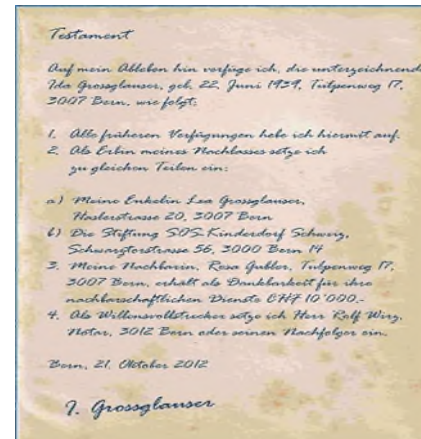 Testament
Auf mein Ableben hin verfüge ich, die unterzeichnend
Ida Grossglauser, geb. 22. Juni 1939, Tulpenweg 17,
3007 Bern, wie folgt:
1. Alle früheren Verfügungen hebe ich hiermit auf.
2. Als Erbin meines Nachlasses setze ich
zu gleichen Teilen ein:
a) Meine Enkelin Lea Grossglauser,
Haslerstrasse 20, 3007 Bern
b) Die Stiftung SOS-Kinderdorf Schweiz,
Schwarztorstrasse 56, 3000 Bern 14
3. Meine Nachbarin, Rosa Gubler, Tulpenweg 17,
3007 Bern, erhält als Dankbarkeit für ihre
nachbarschaftlichen Dienste CHF 10'000.-
4. Als Willensvollstrecker setze ich Herr Rolf Wirz,
Notar, 3012 Bern oder seinen Nachfolger ein.
Bern, 21. Oktober 2012
I. Grossglauser